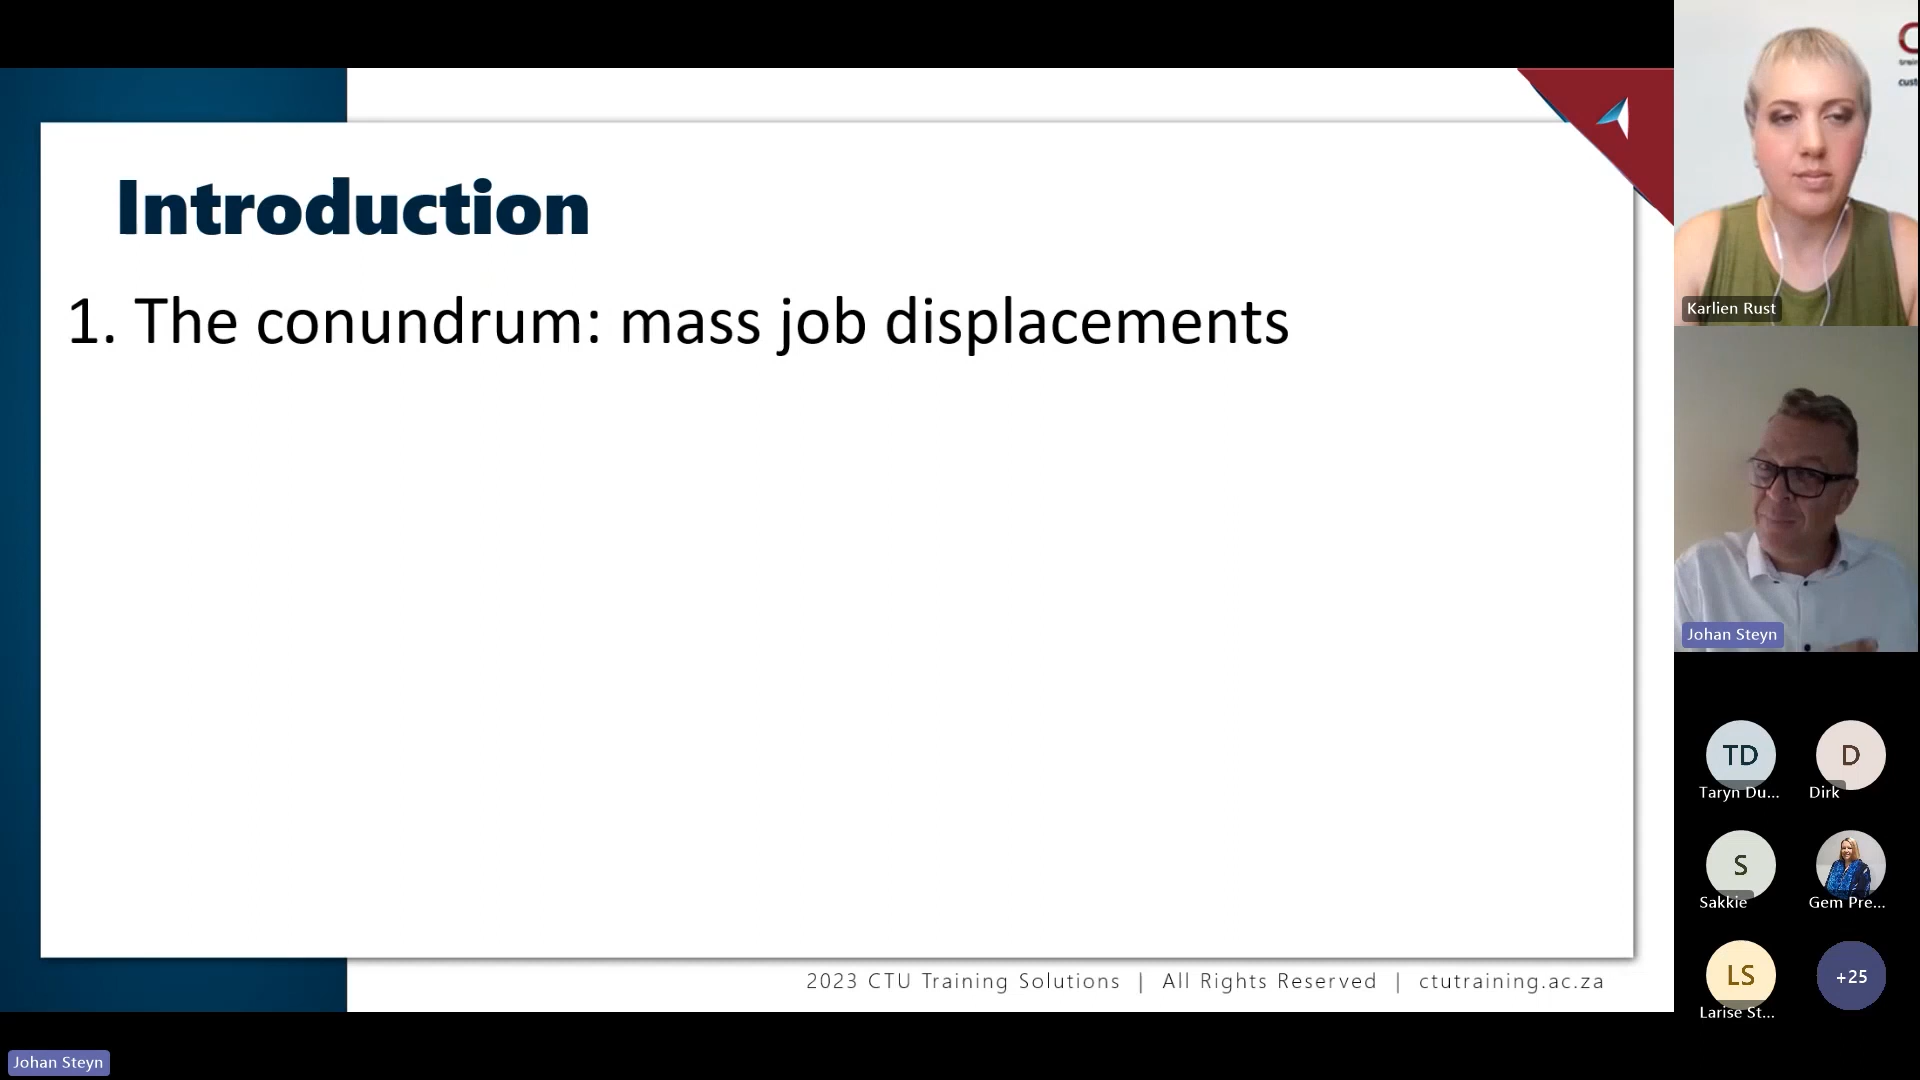 Introduction
1. The conundrum: mass job displacements
2023 CTU Training Solutions | All Rights Reserved | ctutraining.ac.za
Johan Steyn
Karlien Rust
Johan Steyn
TD
Taryn Du...
D
Dirk
S
Sakkie
Gem Pre...
LS
Larise St...
+25